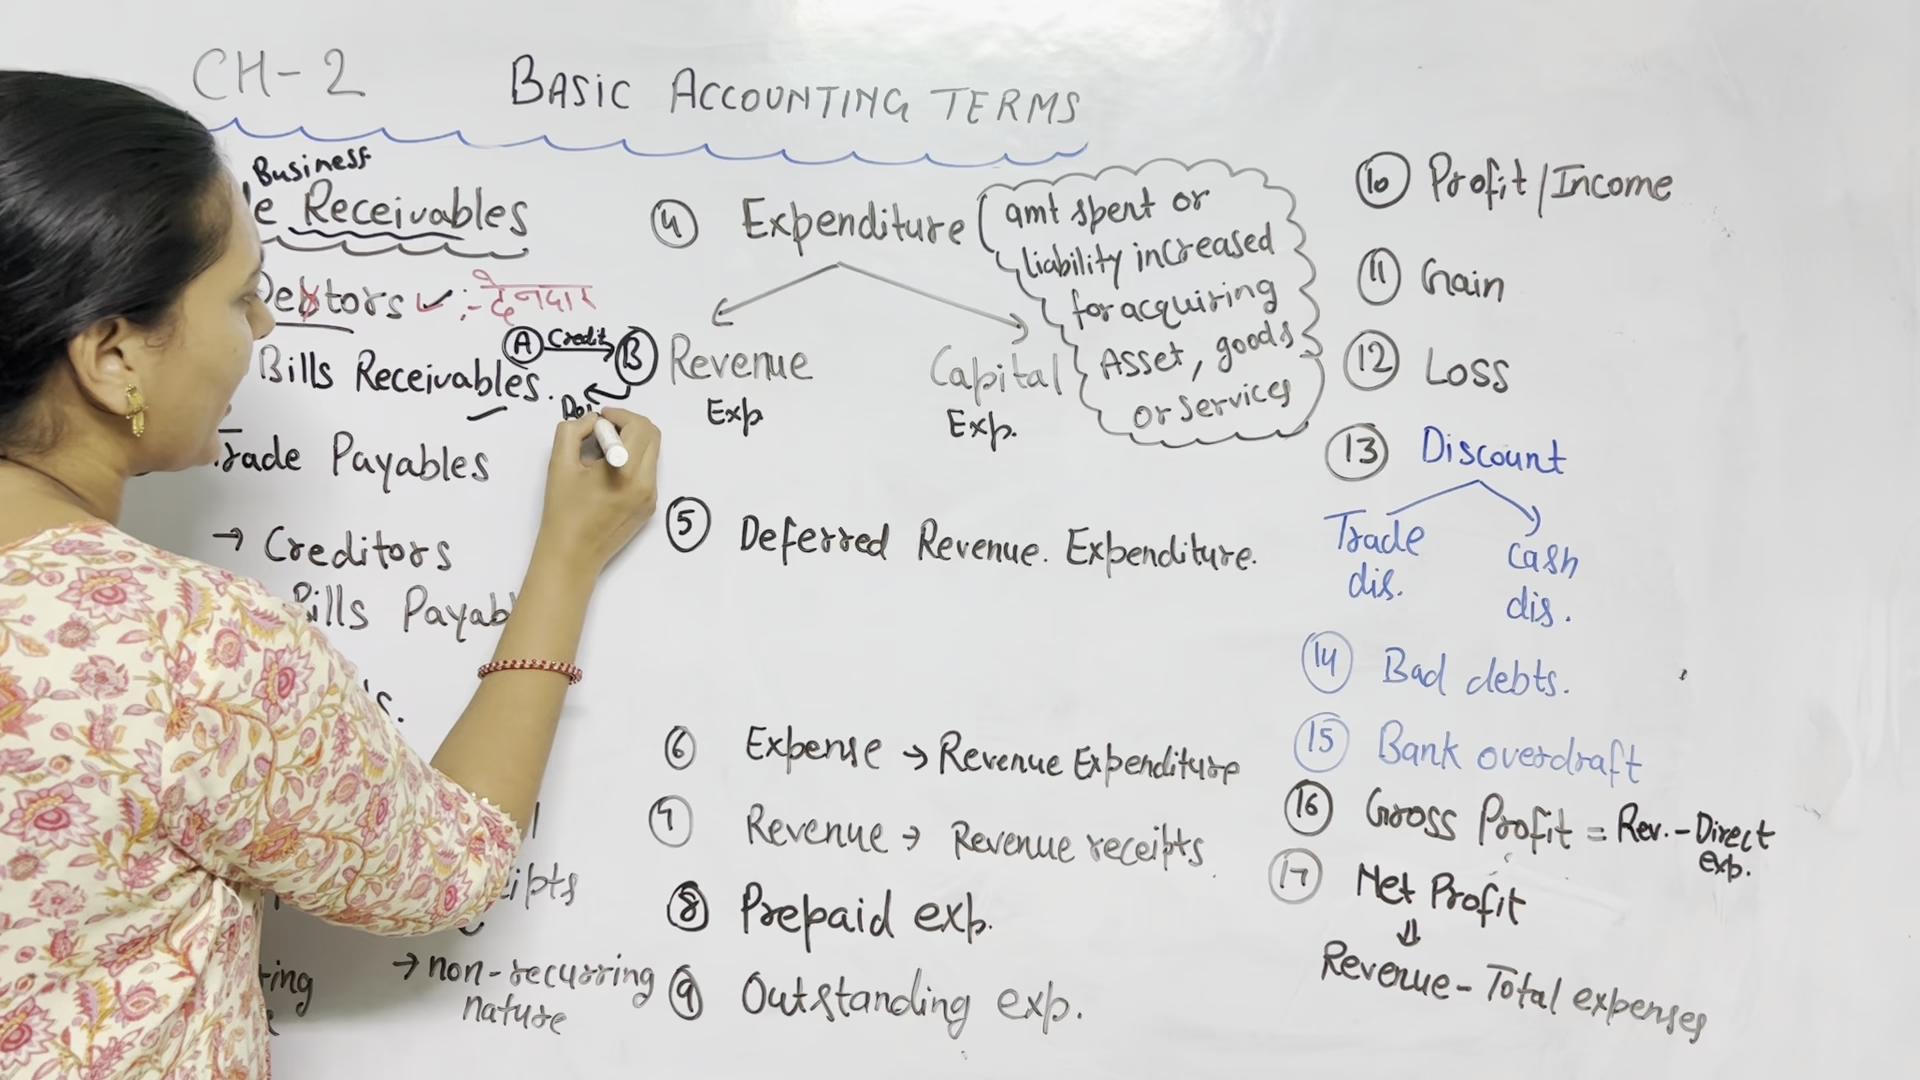 CH-2 BASIC ACCOUNTING TERMS
Business
Receivables
Debtors ✓ :- देनदार
A Credit B
Bills Receivables.
Trade Payables
→ Creditors
Bills Payab
→ non-recurring
nature
④ Expenditure
(amt spent or
liability increased
for acquiring
Asset, goods
or services
Revenue
Exp
Capital
Exp.
⑤ Deferred Revenue. Expenditure.
⑥ Expense → Revenue Expenditure
⑦ Revenue → Revenue receipts
⑧ Prepaid exp.
⑨ Outstanding exp.
⑩ Profit/Income
⑪ Gain
⑫ Loss
⑬ Discount
Trade
dis.
Cash
dis.
⑭ Bad debts.
⑮ Bank overdraft
⑯ Gross Profit = Rev. - Direct
exp.
⑰ Net Profit
⇓
Revenue - Total expenses